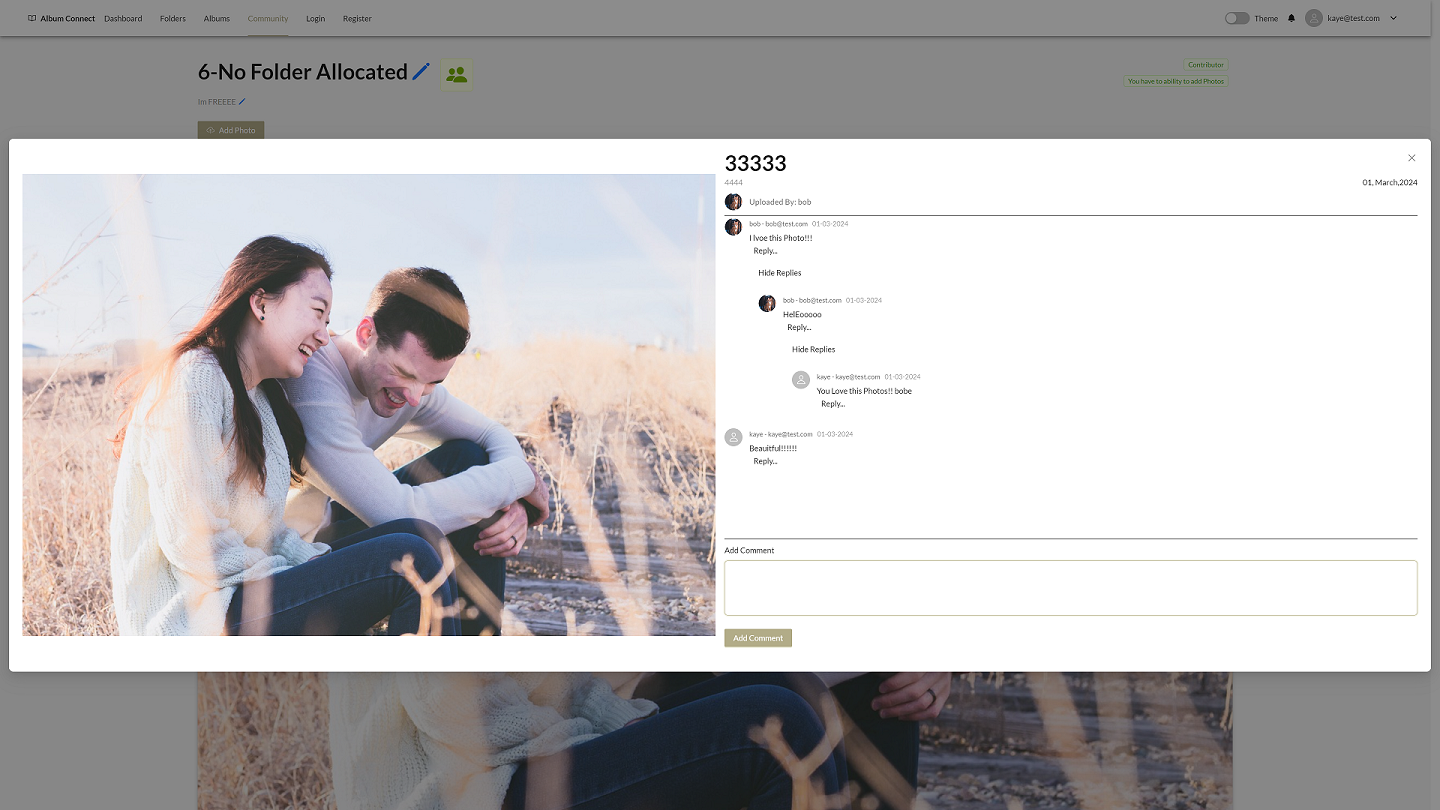 Album Connect Dashboard Folders Albums Community Login Register Theme kaye@test.com
6-No Folder Allocated
Contributor
You have to ability to add Photos
Im FREEEE
Add Photo
33333
4444 01, March,2024
Uploaded By: bob
bob - bob@test.com 01-03-2024
I lvoe this Photo!!!
Reply...
Hide Replies
bob - bob@test.com 01-03-2024
HelEooooo
Reply...
Hide Replies
kaye - kaye@test.com 01-03-2024
You Love this Photos!! bobe
Reply...
kaye - kaye@test.com 01-03-2024
Beauitful!!!!!!
Reply...
Add Comment
Add Comment